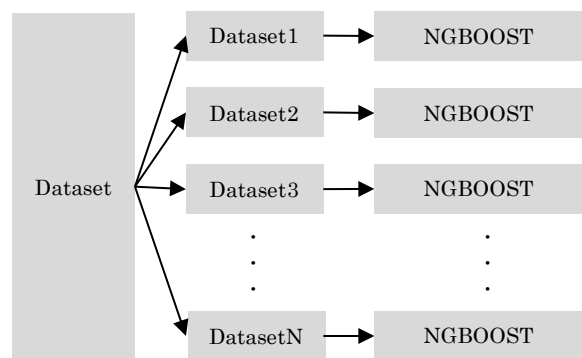 Dataset
Dataset1
NGBOOST
Dataset2
NGBOOST
Dataset3
NGBOOST
. .
. .
. .
DatasetN
NGBOOST